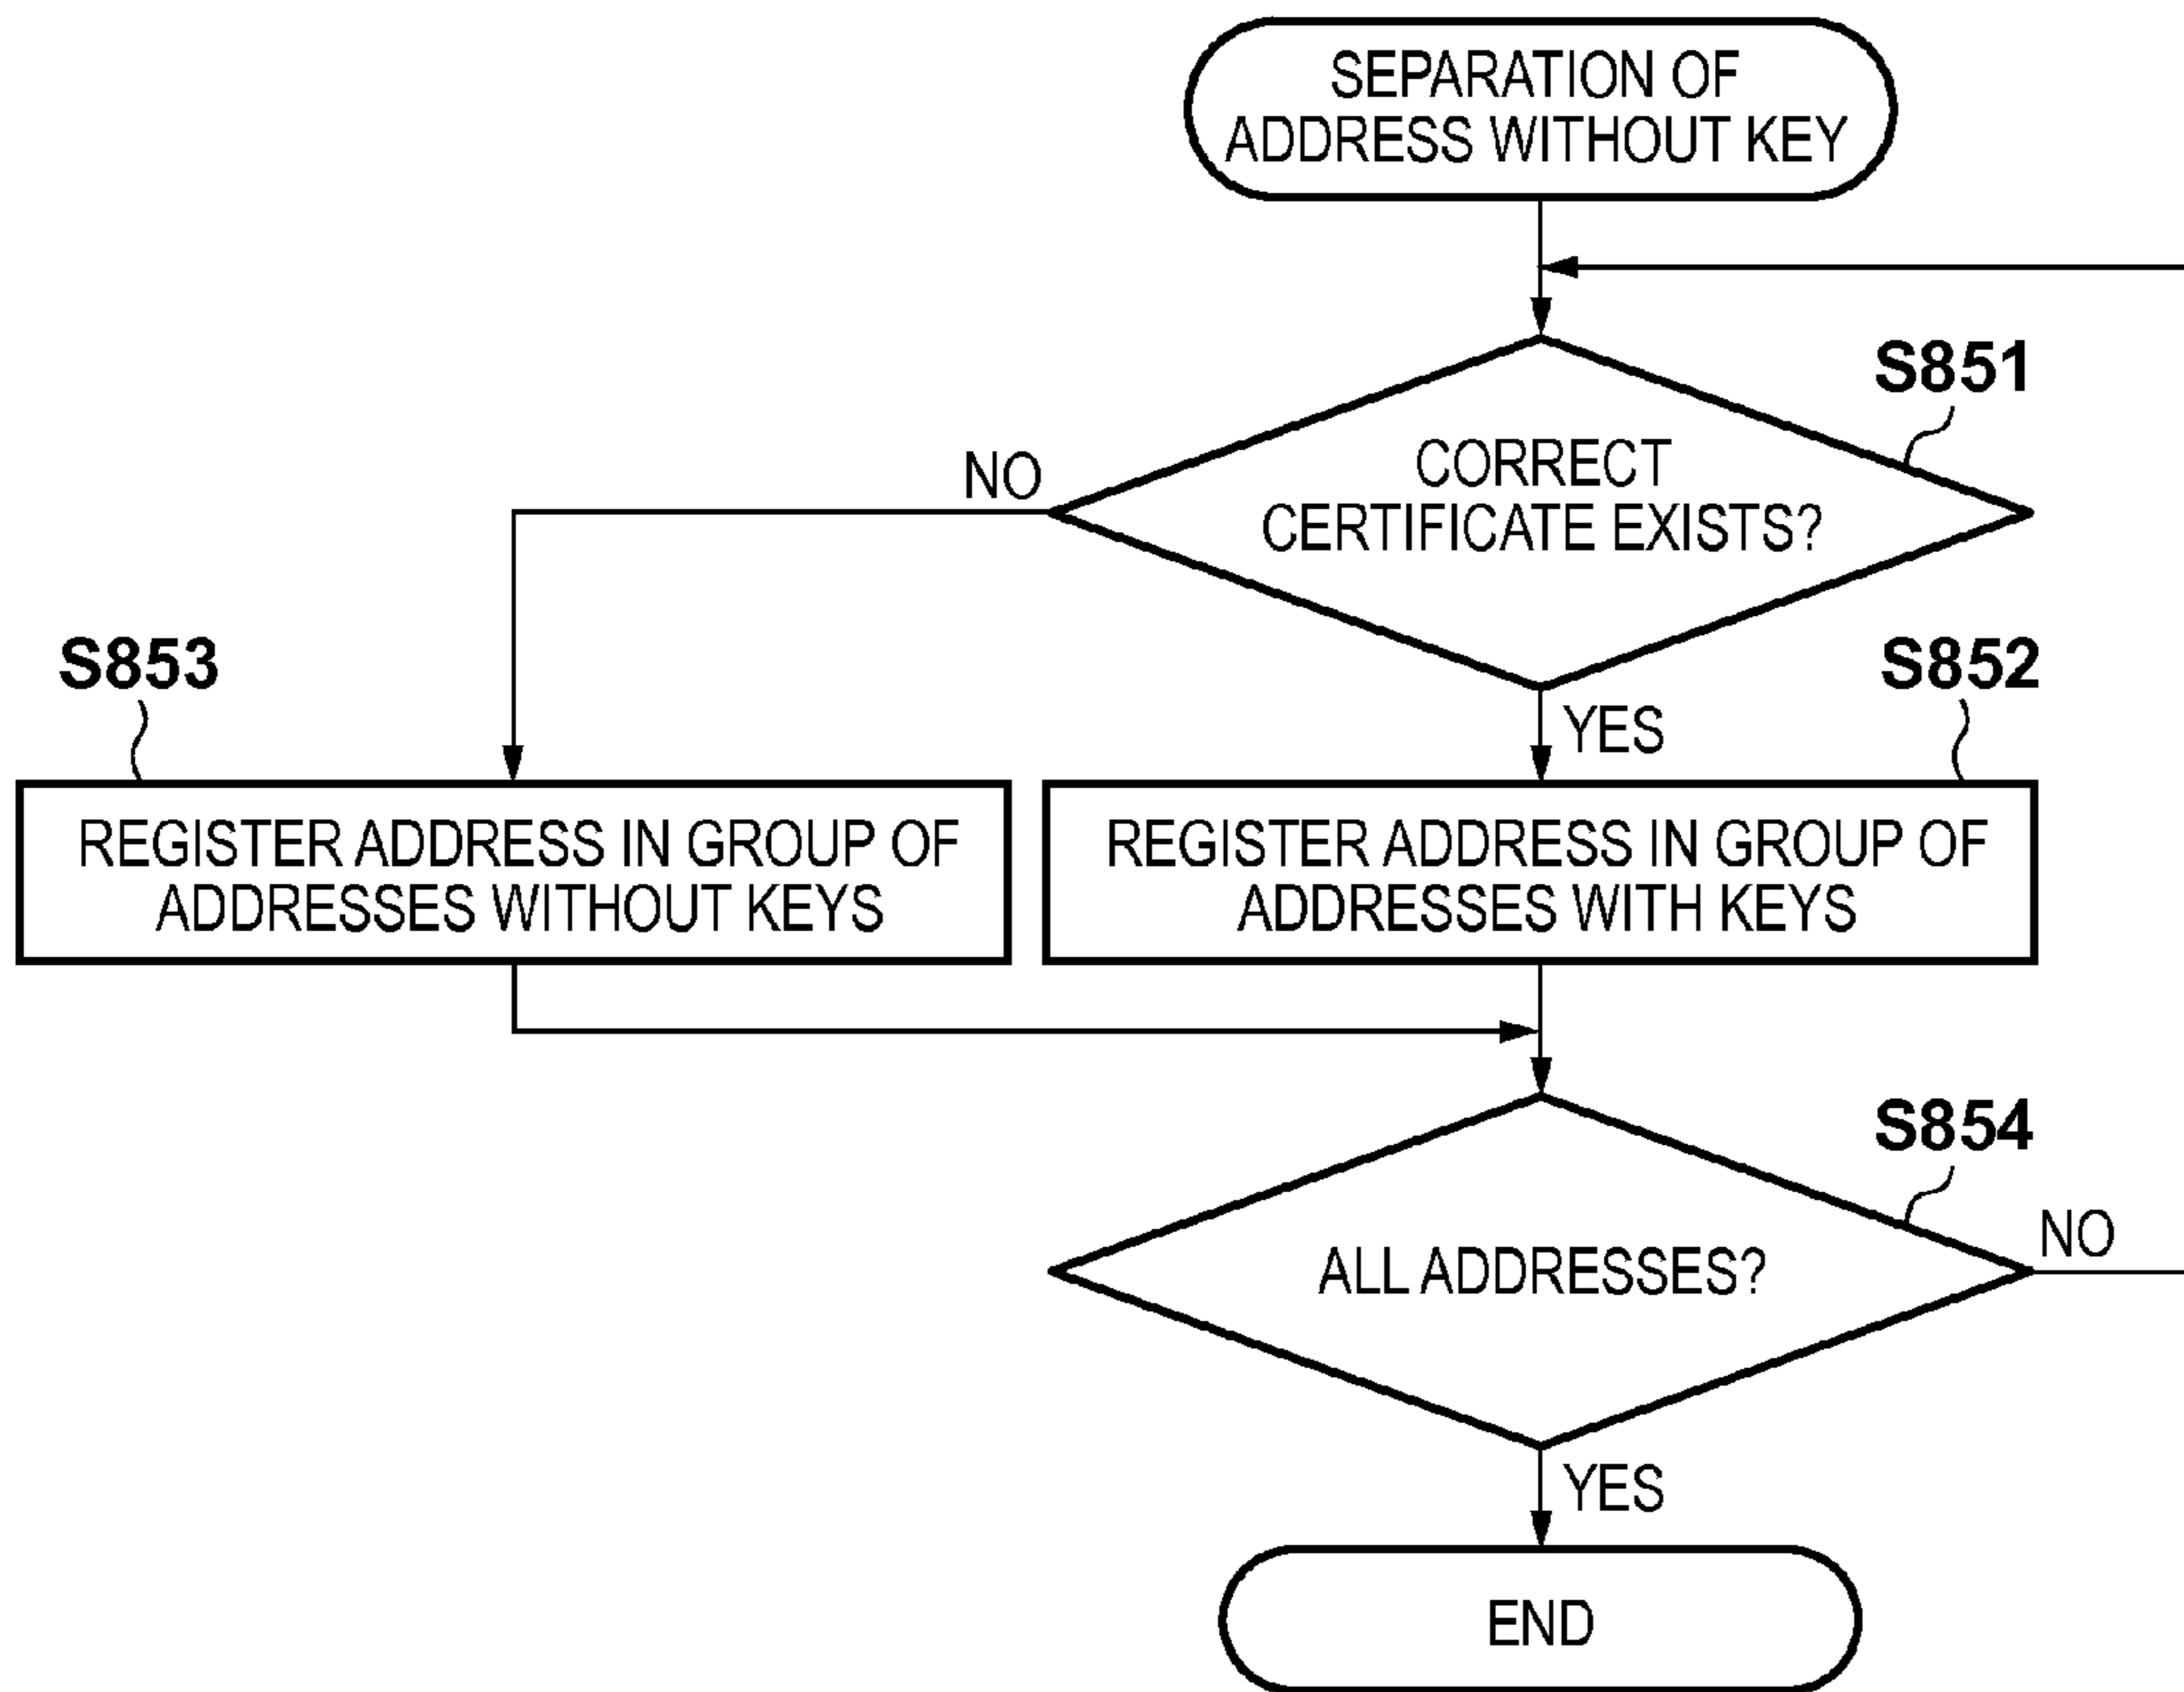 SEPARATION OF
ADDRESS WITHOUT KEY
S851
CORRECT
CERTIFICATE EXISTS?
NO
YES
S853
REGISTER ADDRESS IN GROUP OF
ADDRESSES WITHOUT KEYS
S852
REGISTER ADDRESS IN GROUP OF
ADDRESSES WITH KEYS
S854
ALL ADDRESSES?
NO
YES
END